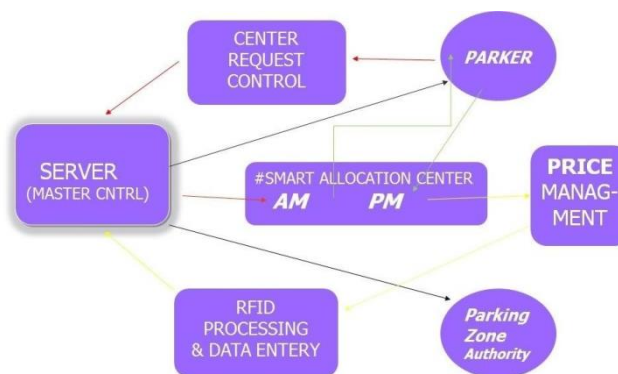 CENTER
REQUEST
CONTROL
PARKER
SERVER
(MASTER CNTRL)
#SMART ALLOCATION CENTER
AM PM
PRICE
MANAG-
MENT
RFID
PROCESSING
& DATA ENTERY
Parking
Zone
Authority